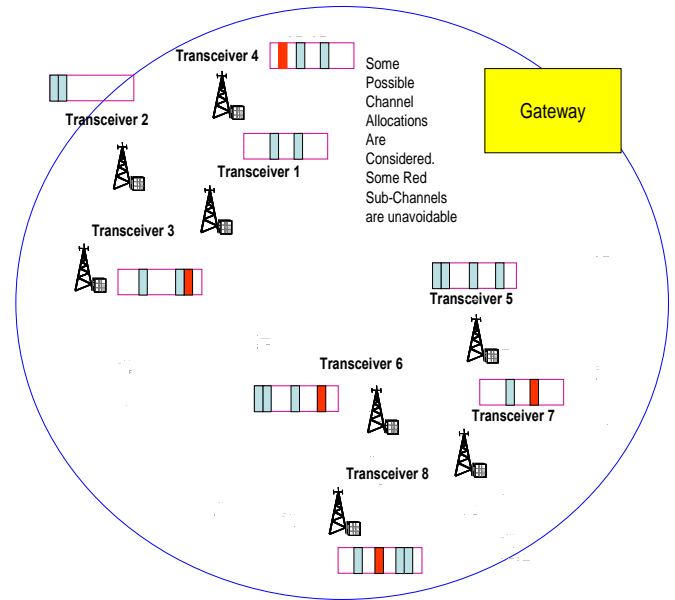 Transceiver 4
Some
Possible
Channel
Allocations
Are
Considered.
Some Red
Sub-Channels
are unavoidable
Gateway
Transceiver 2
Transceiver 1
Transceiver 3
Transceiver 5
Transceiver 6
Transceiver 7
Transceiver 8